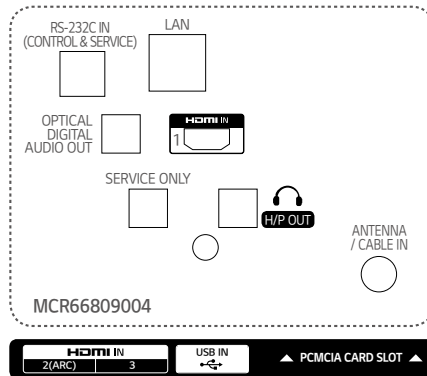 RS-232C IN
(CONTROL & SERVICE)
LAN
OPTICAL
DIGITAL
AUDIO OUT
HDMI IN
1
SERVICE ONLY
H/P OUT
ANTENNA
/ CABLE IN
MCR66809004
HDMI IN
2(ARC) 3
USB IN
PCMCIA CARD SLOT